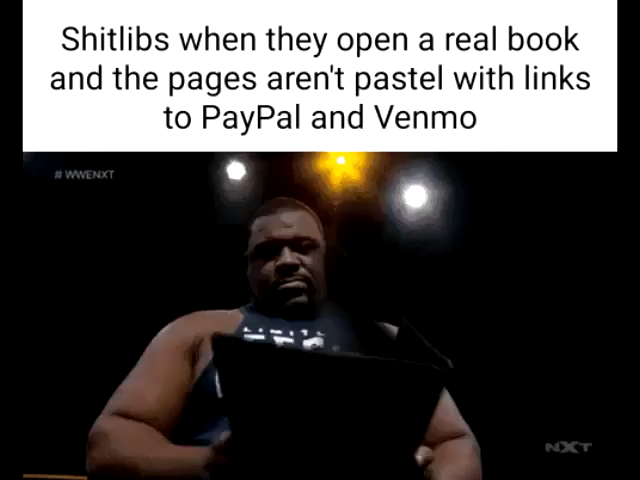 Shitlibs when they open a real book
and the pages aren't pastel with links
to PayPal and Venmo
# WWENXT
NXT